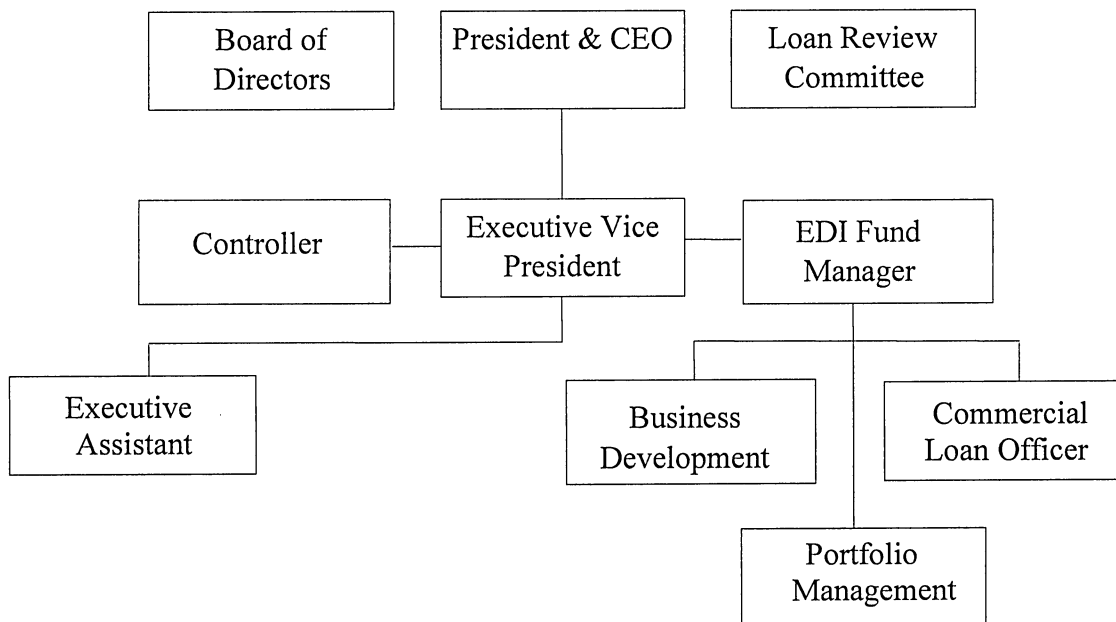 Board of
Directors
President & CEO
Loan Review
Committee
Controller
Executive Vice
President
EDI Fund
Manager
Executive
Assistant
Business
Development
Commercial
Loan Officer
Portfolio
Management